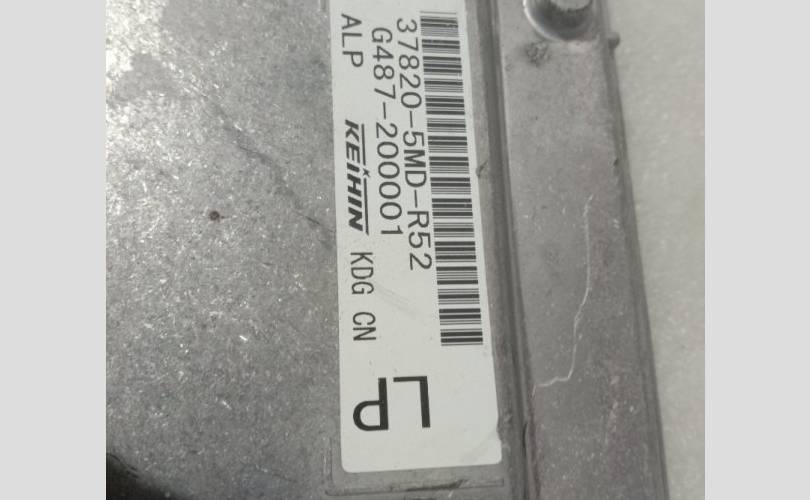 37820-5MD-R52
G487-200001
ALP KEIHIN KDG CN
LP